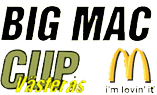 BIG MAC
CUP
Västerås
i'm lovin' it